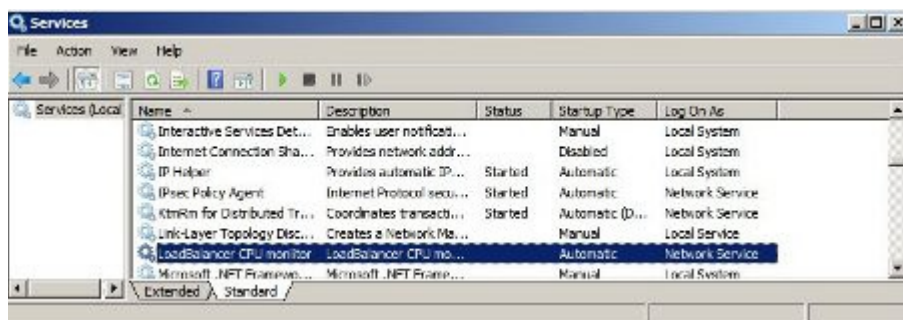 Services
File Action View Help
Services (Local
Name Description Status Startup Type Log On As
Interactive Services Det... Enables user notificati... Manual Local System
Internet Connection Sha... Provides network addr... Disabled Local System
IP Helper Provides automatic IP... Started Automatic Local System
IPsec Policy Agent Internet Protocol secu... Started Automatic Network Service
KtmRm for Distributed Tr... Coordinates transacti... Started Automatic (D... Network Service
Link-Layer Topology Disc... Creates a Network Ma... Manual Local Service
LoadBalancer CPU monitor LoadBalancer CPU mo... Automatic Network Service
Microsoft .NET Framewo... Microsoft .NET Frame... Manual Local System
Extended Standard